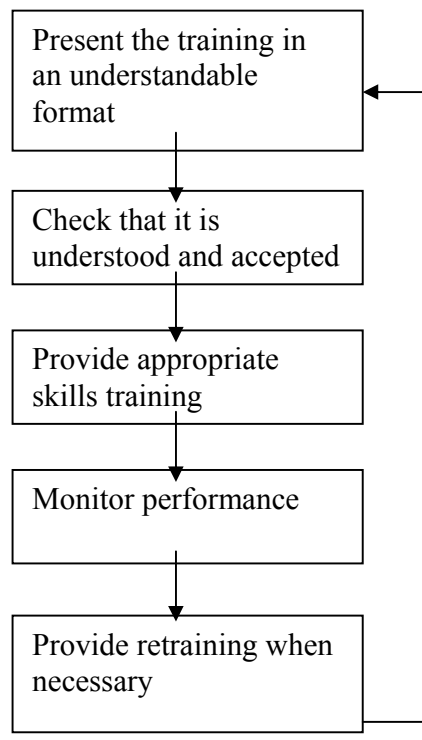 Present the training in
an understandable
format
Check that it is
understood and accepted
Provide appropriate
skills training
Monitor performance
Provide retraining when
necessary